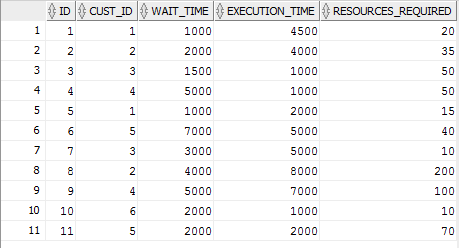 ID CUST_ID WAIT_TIME EXECUTION_TIME RESOURCES_REQUIRED
1 1 1 1000 4500 20
2 2 2 2000 4000 35
3 3 3 1500 1000 50
4 4 4 5000 1000 50
5 5 1 1000 2000 15
6 6 5 7000 5000 40
7 7 3 3000 5000 10
8 8 2 4000 8000 200
9 9 4 5000 7000 100
10 10 6 2000 1000 10
11 11 5 2000 2000 70